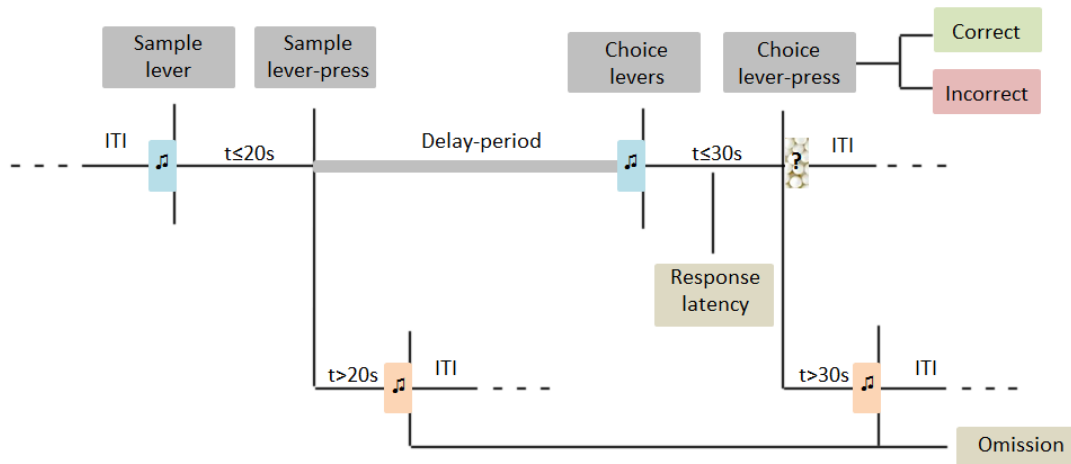 Sample
lever
Sample
lever-press
Choice
levers
Choice
lever-press
Correct
Incorrect
ITI
♫
t≤20s
Delay-period
♫
t≤30s
?
ITI
Response
latency
t>20s
♫
ITI
t>30s
♫
ITI
Omission